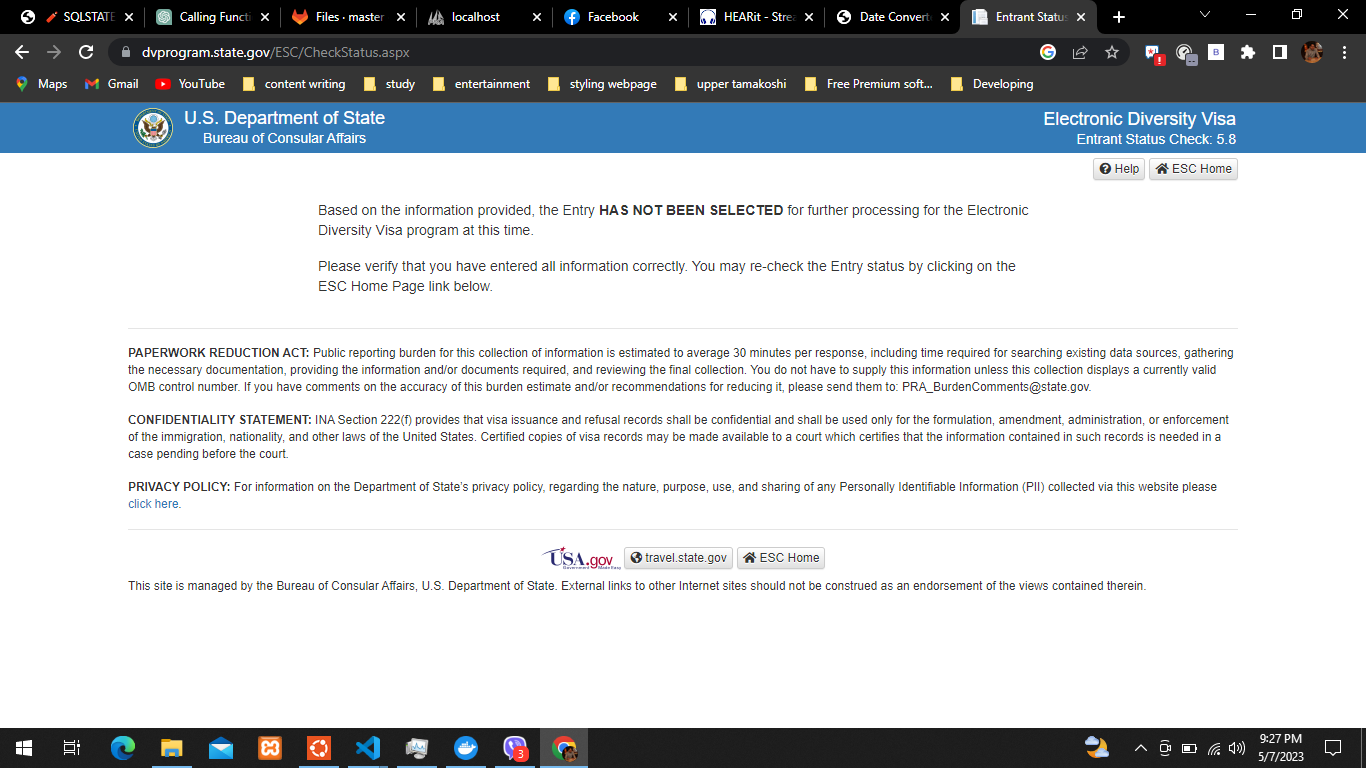 SQLSTATE
Calling Functi
Files · master
localhost
Facebook
HEARit - Strea
Date Converte
Entrant Status
dvprogram.state.gov/ESC/CheckStatus.aspx
Maps
Gmail
YouTube
content writing
study
entertainment
styling webpage
upper tamakoshi
Free Premium soft...
Developing
U.S. Department of State
Bureau of Consular Affairs
Electronic Diversity Visa
Entrant Status Check: 5.8
Help
ESC Home
Based on the information provided, the Entry HAS NOT BEEN SELECTED for further processing for the Electronic
Diversity Visa program at this time.
Please verify that you have entered all information correctly. You may re-check the Entry status by clicking on the
ESC Home Page link below.
PAPERWORK REDUCTION ACT: Public reporting burden for this collection of information is estimated to average 30 minutes per response, including time required for searching existing data sources, gathering
the necessary documentation, providing the information and/or documents required, and reviewing the final collection. You do not have to supply this information unless this collection displays a currently valid
OMB control number. If you have comments on the accuracy of this burden estimate and/or recommendations for reducing it, please send them to: PRA_BurdenComments@state.gov.
CONFIDENTIALITY STATEMENT: INA Section 222(f) provides that visa issuance and refusal records shall be confidential and shall be used only for the formulation, amendment, administration, or enforcement
of the immigration, nationality, and other laws of the United States. Certified copies of visa records may be made available to a court which certifies that the information contained in such records is needed in a
case pending before the court.
PRIVACY POLICY: For information on the Department of State's privacy policy, regarding the nature, purpose, use, and sharing of any Personally Identifiable Information (PII) collected via this website please
click here.
USA.gov
Government Made Easy
travel.state.gov
ESC Home
This site is managed by the Bureau of Consular Affairs, U.S. Department of State. External links to other Internet sites should not be construed as an endorsement of the views contained therein.
3
9:27 PM
5/7/2023